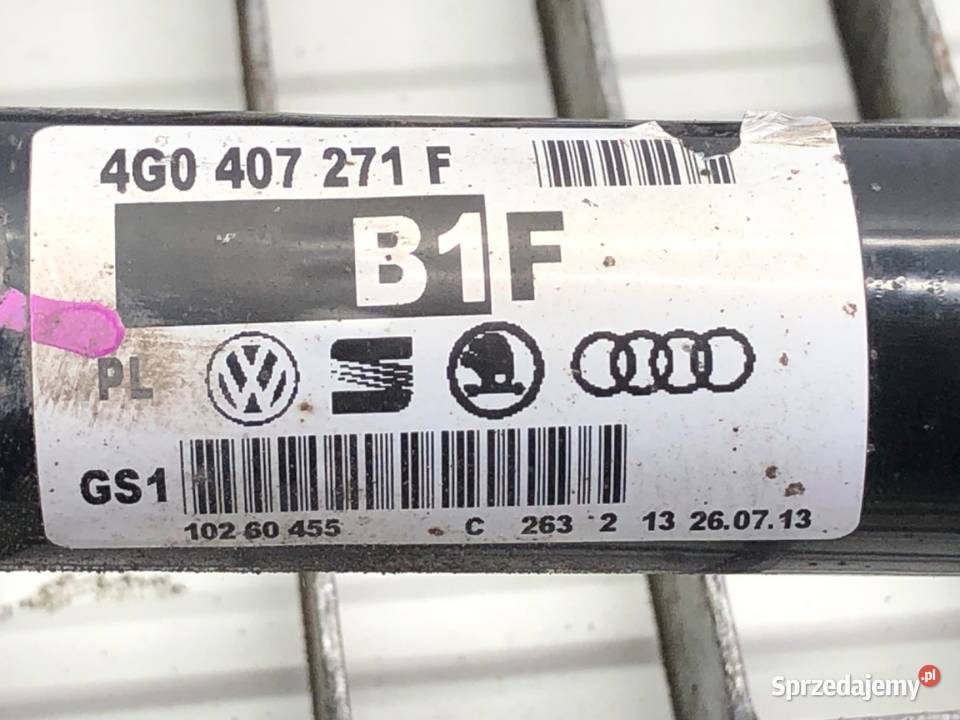 4G0 407 271 F
B1F
PL
GS1
102 60 455 C 263 2 13 26.07.13
Sprzedajemy.pl